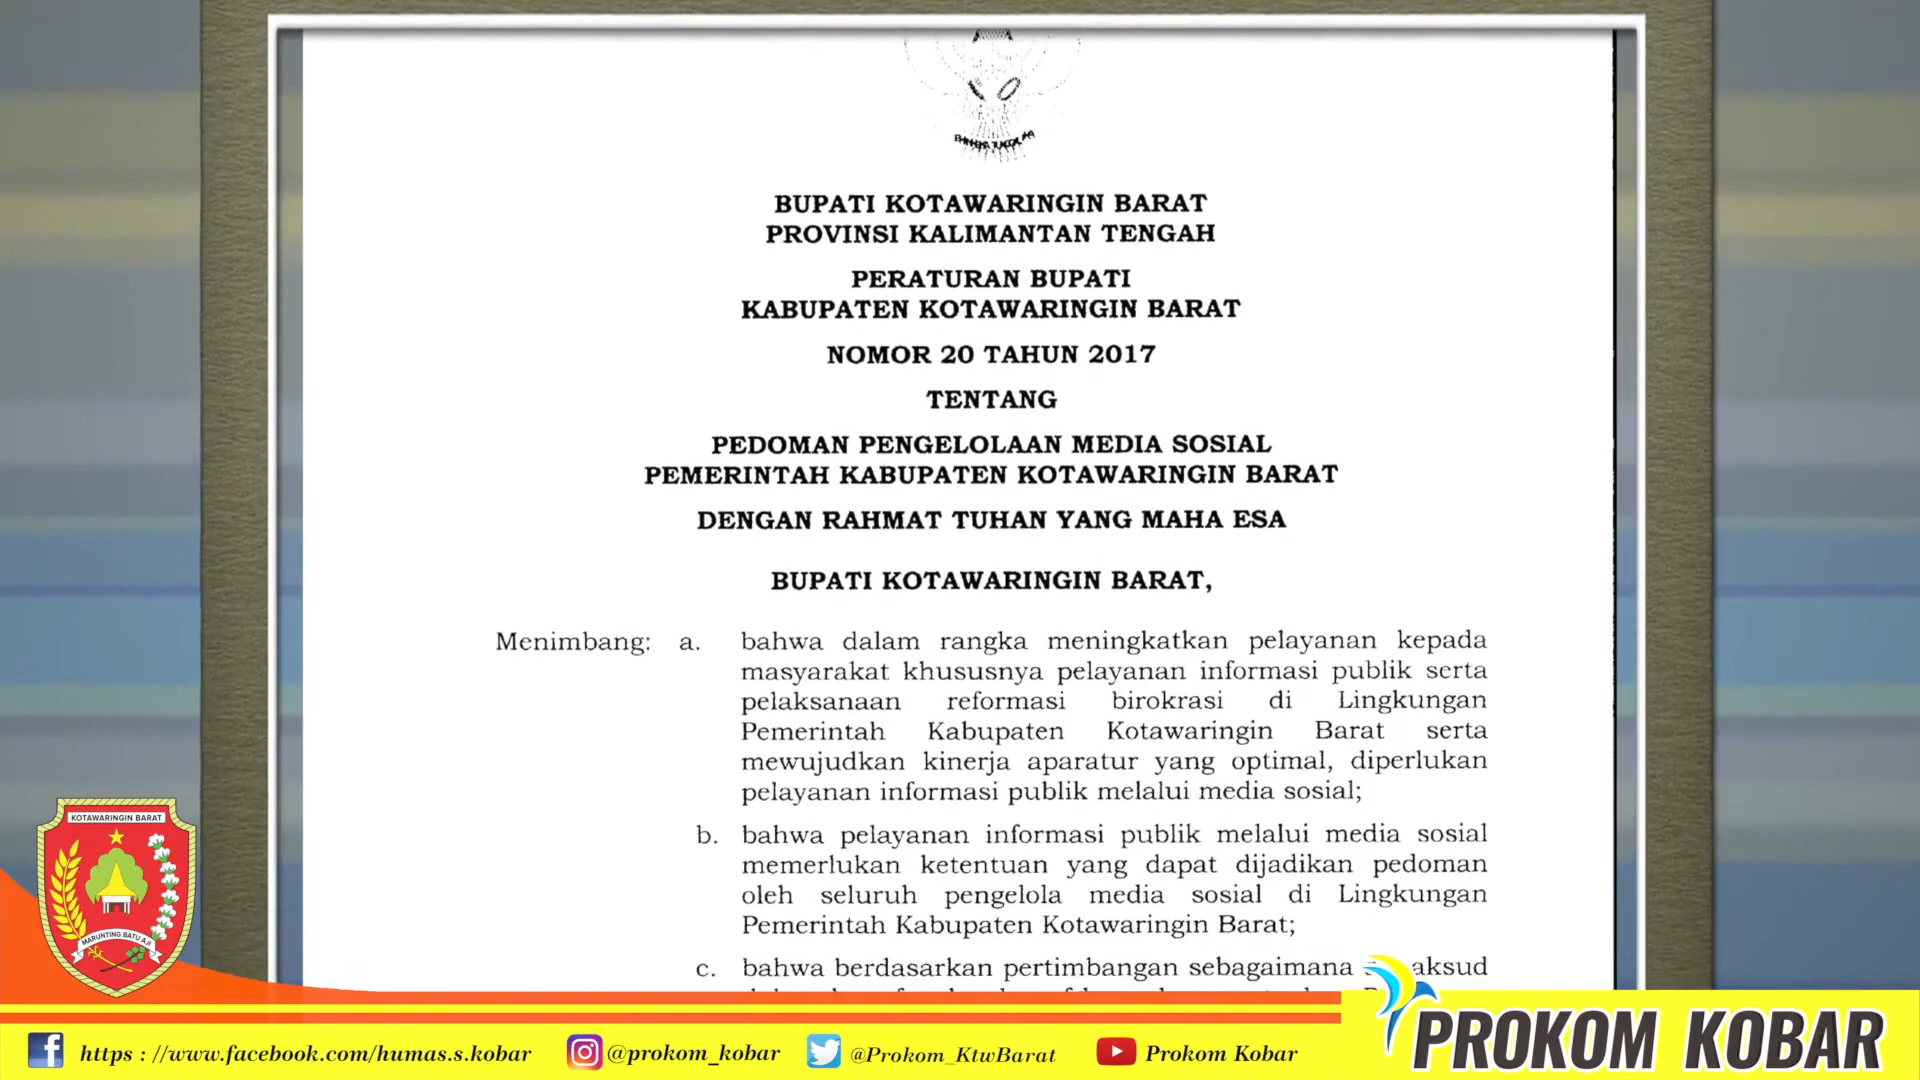 BUPATI KOTAWARINGIN BARAT
PROVINSI KALIMANTAN TENGAH
PERATURAN BUPATI
KABUPATEN KOTAWARINGIN BARAT
NOMOR 20 TAHUN 2017
TENTANG
PEDOMAN PENGELOLAAN MEDIA SOSIAL
PEMERINTAH KABUPATEN KOTAWARINGIN BARAT
DENGAN RAHMAT TUHAN YANG MAHA ESA
BUPATI KOTAWARINGIN BARAT,
Menimbang: a. bahwa dalam rangka meningkatkan pelayanan kepada
masyarakat khususnya pelayanan informasi publik serta
pelaksanaan reformasi birokrasi di Lingkungan
Pemerintah Kabupaten Kotawaringin Barat serta
mewujudkan kinerja aparatur yang optimal, diperlukan
pelayanan informasi publik melalui media sosial;
b. bahwa pelayanan informasi publik melalui media sosial
memerlukan ketentuan yang dapat dijadikan pedoman
oleh seluruh pengelola media sosial di Lingkungan
Pemerintah Kabupaten Kotawaringin Barat;
c. bahwa berdasarkan pertimbangan sebagaimana
KOTAWARINGIN BARAT
MARUNTING BATU AJI
https : //www.facebook.com/humas.s.kobar
@prokom_kobar
@Prokom_KtwBarat
Prokom Kobar
PROKOM KOBAR